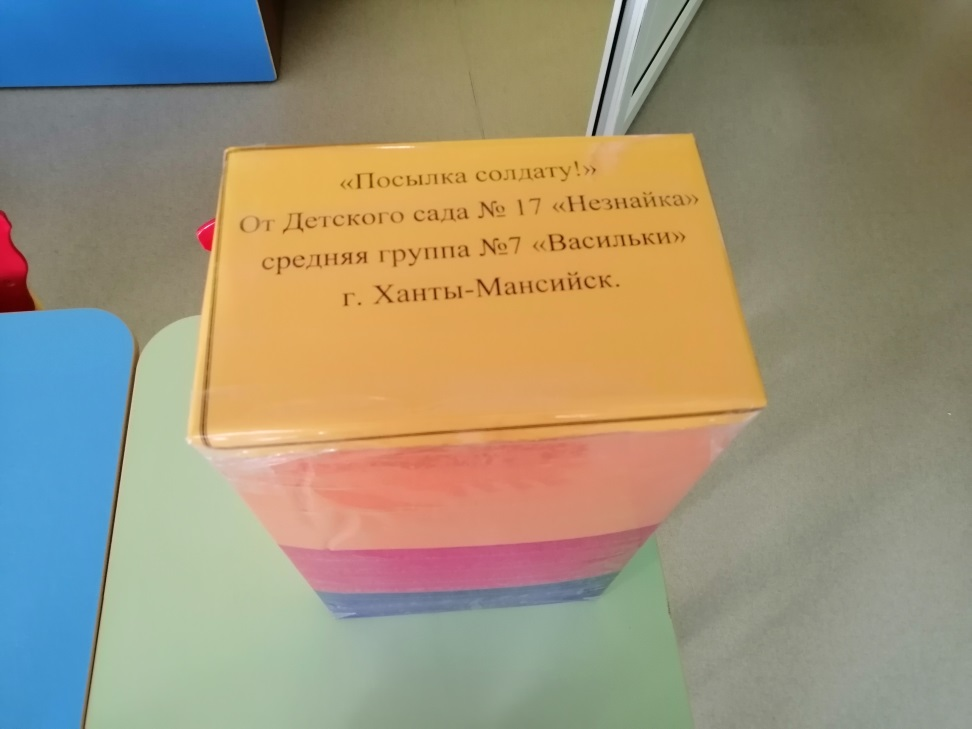 «Посылка солдату!»
От Детского сада № 17 «Незнайка»
средняя группа №7 «Васильки»
г. Ханты-Мансийск.